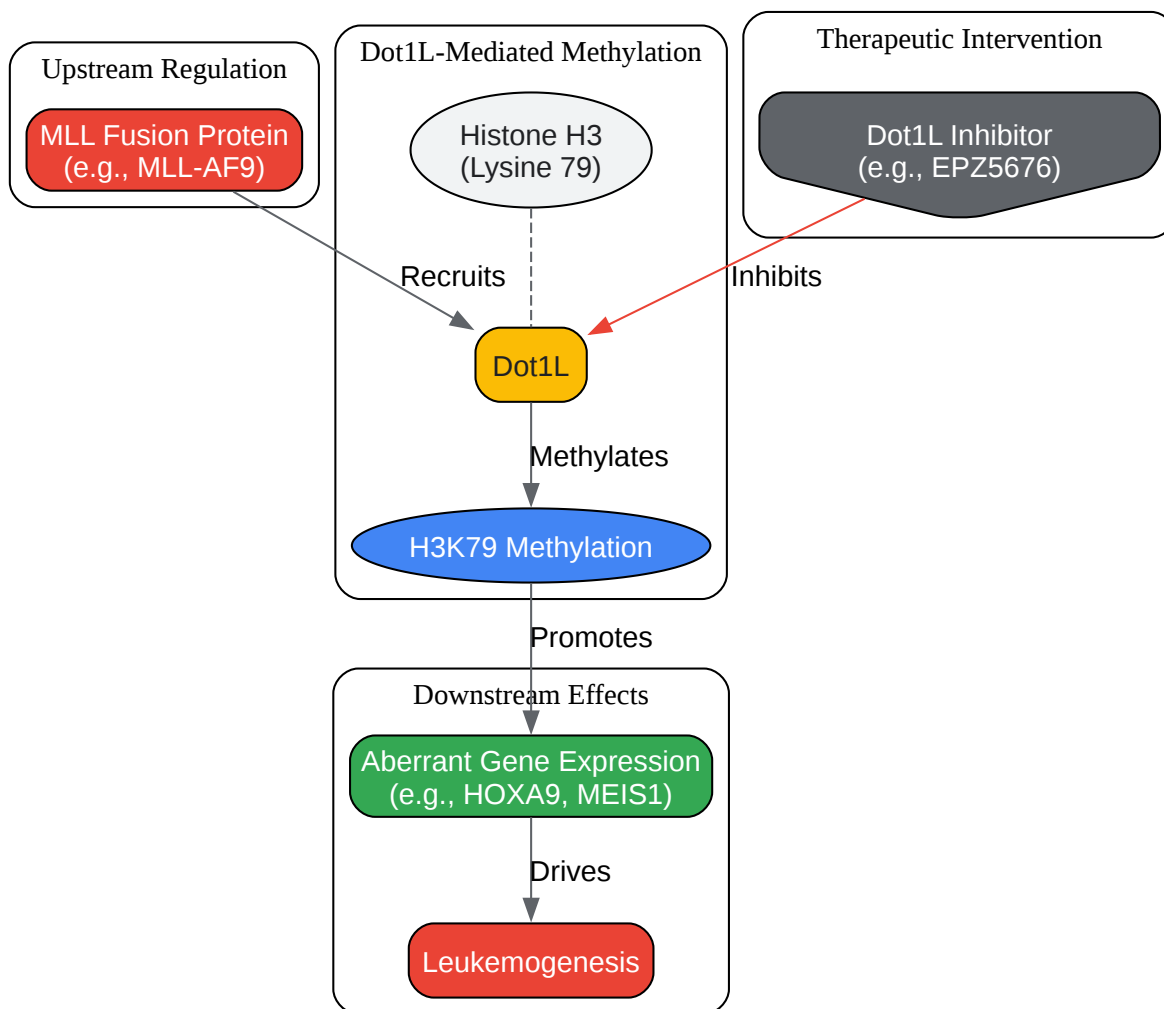 Upstream Regulation
MLL Fusion Protein
(e.g., MLL-AF9)
Dot1L-Mediated Methylation
Histone H3
(Lysine 79)
Therapeutic Intervention
Dot1L Inhibitor
(e.g., EPZ5676)
Recruits
Inhibits
Dot1L
Methylates
H3K79 Methylation
Promotes
Downstream Effects
Aberrant Gene Expression
(e.g., HOXA9, MEIS1)
Drives
Leukemogenesis